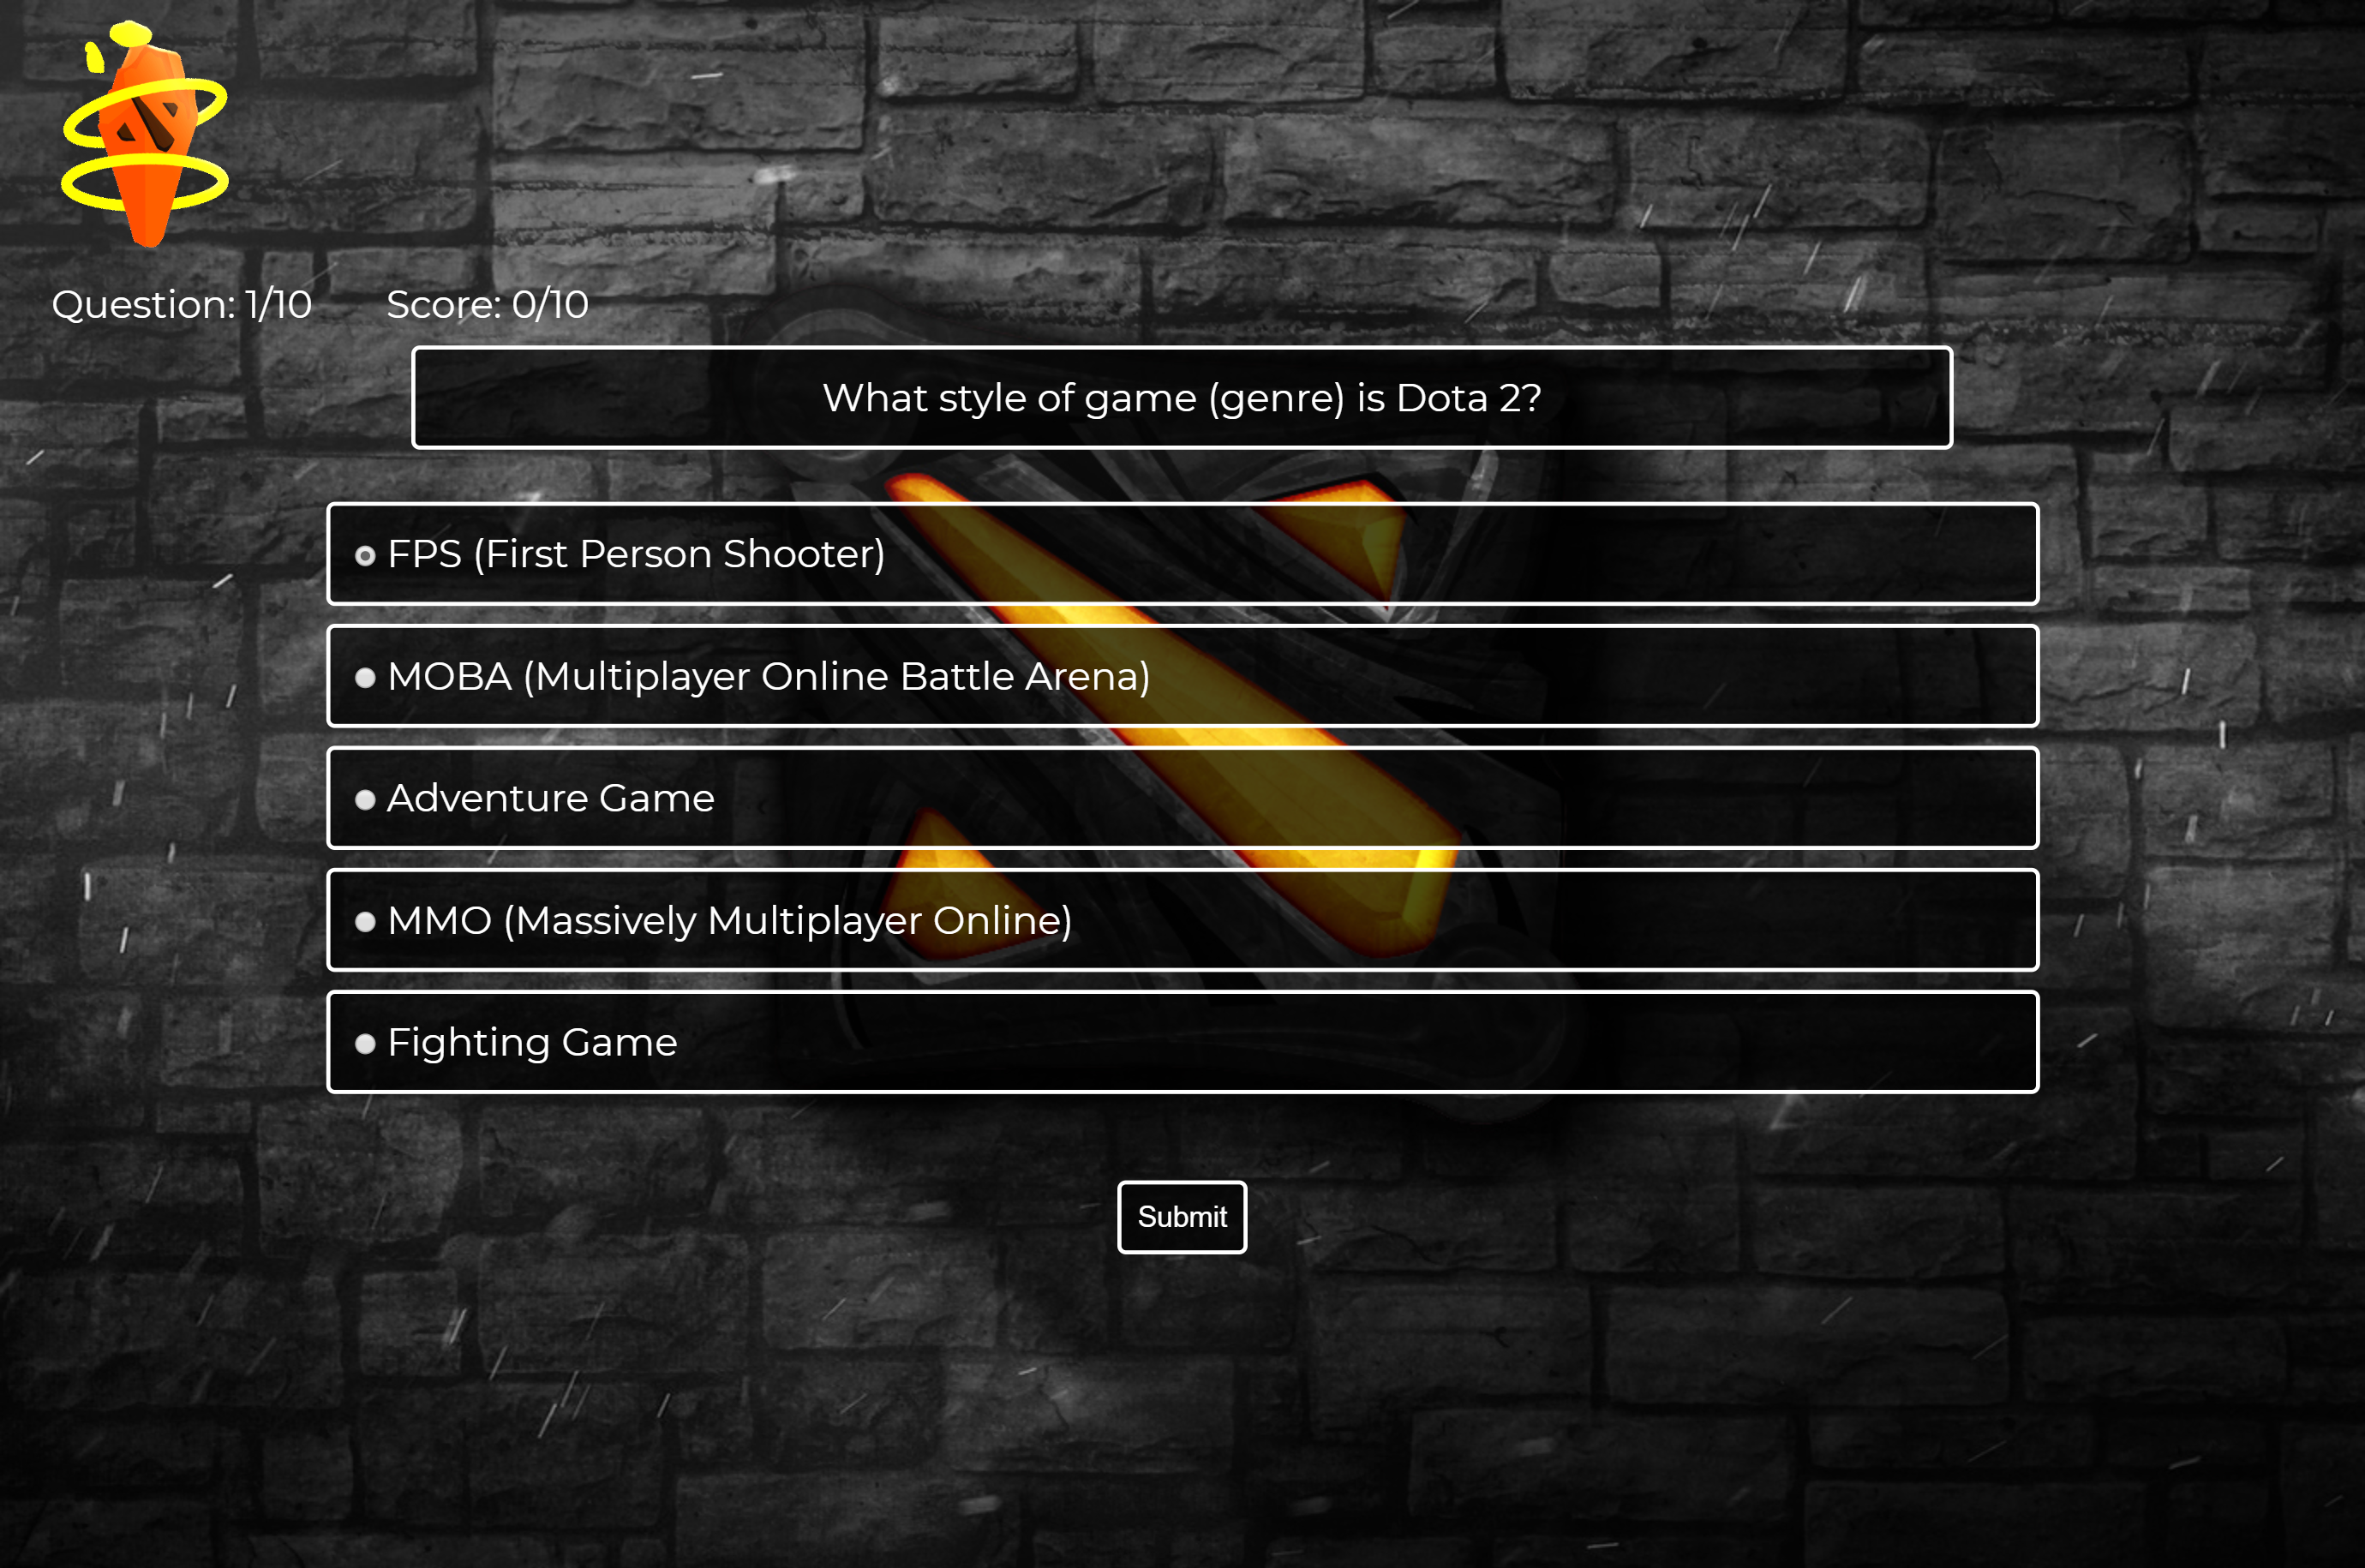 Question: 1/10 Score: 0/10
What style of game (genre) is Dota 2?
FPS (First Person Shooter)
MOBA (Multiplayer Online Battle Arena)
Adventure Game
MMO (Massively Multiplayer Online)
Fighting Game
Submit